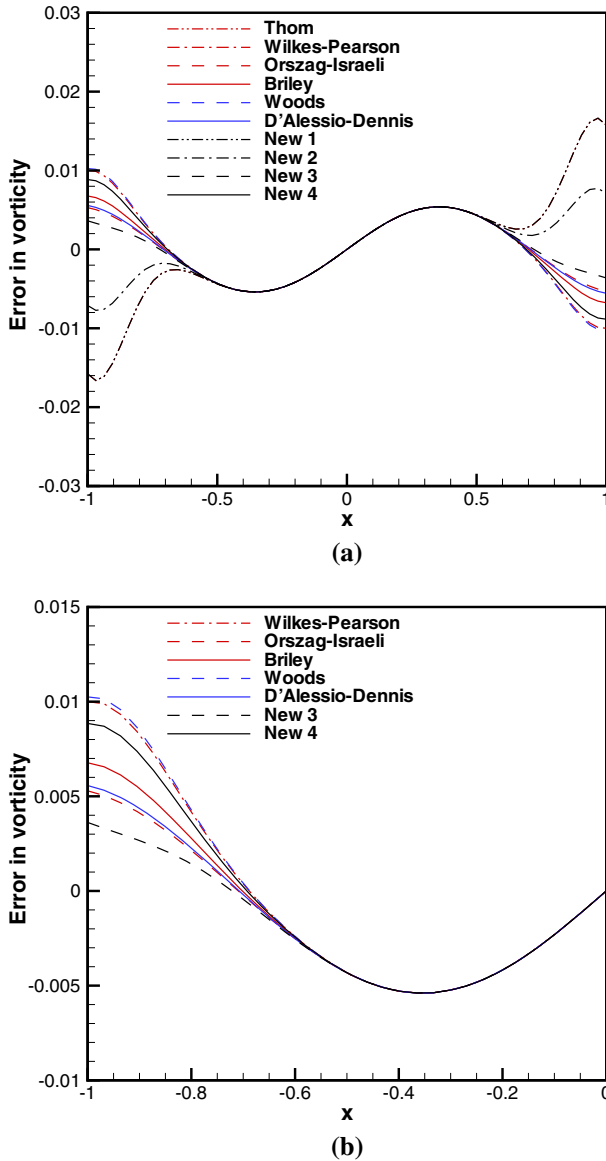 0.03
0.02
0.01
0
-0.01
-0.02
-0.03
Error in vorticity
Thom
Wilkes-Pearson
Orszag-Israeli
Briley
Woods
D'Alessio-Dennis
New 1
New 2
New 3
New 4
-1 -0.5 0 0.5 1
x
(a)
0.015
0.01
0.005
0
-0.005
-0.01
Error in vorticity
Wilkes-Pearson
Orszag-Israeli
Briley
Woods
D'Alessio-Dennis
New 3
New 4
-1 -0.8 -0.6 -0.4 -0.2 0
x
(b)